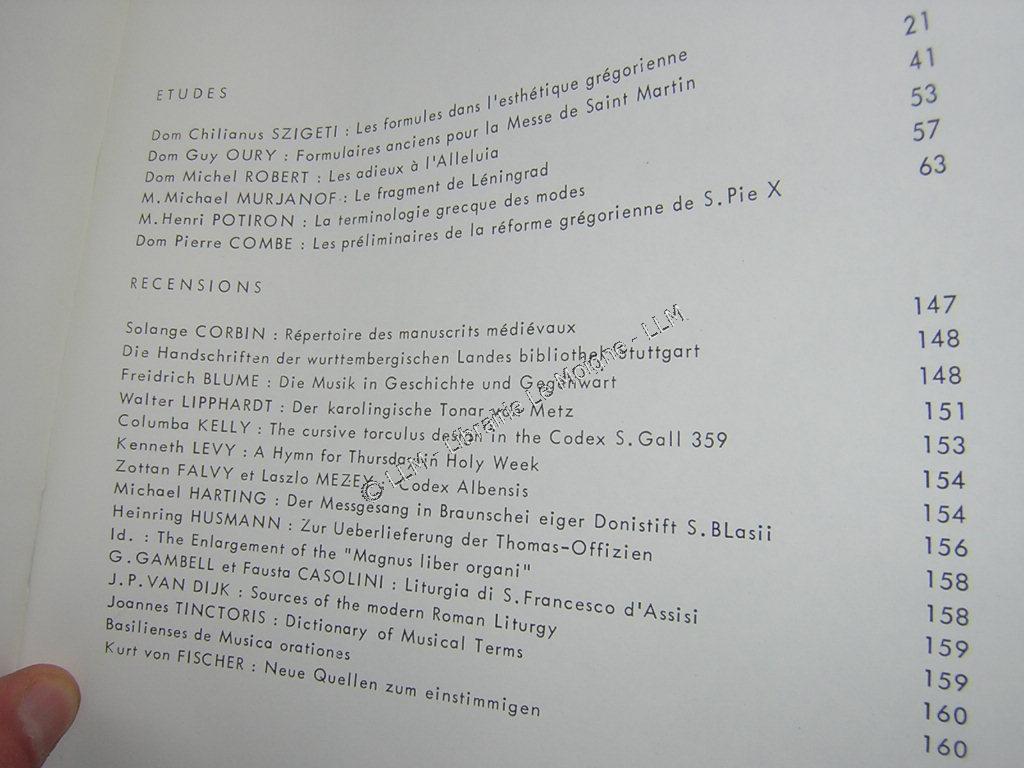 ETUDES
Dom Chilianus SZIGETI : Les formules dans l'esthétique grégorienne
Dom Guy OURY : Formulaires anciens pour la Messe de Saint Martin 21
Dom Michel ROBERT : Les adieux à l'Alleluia 41
M. Michael MURJANOF : Le fragment de Léningrad 53
M. Henri POTIRON : La terminologie grecque des modes 57
Dom Pierre COMBE : Les préliminaires de la réforme grégorienne de S. Pie X 63
RECENSIONS
Solange CORBIN : Répertoire des manuscrits médiévaux 147
Die Handschriften der wurttembergischen Landes bibliothek Stuttgart 148
Freidrich BLUME : Die Musik in Geschichte und Gegenwart 148
Walter LIPPHARDT : Der karolingische Tonar von Metz 151
Columba KELLY : The cursive torculus design in the Codex S. Gall 359 153
Kenneth LEVY : A Hymn for Thursday in Holy Week 154
Zottan FALVY et Laszlo MEZEY : Codex Albensis 154
Michael HARTING : Der Messgesang in Braunschei eiger Donistift S. BLasii 156
Heinring HUSMANN : Zur Ueberlieferung der Thomas-Offizien 158
Id. : The Enlargement of the "Magnus liber organi" 158
G. GAMBELL et Fausta CASOLINI : Liturgia di S. Francesco d'Assisi 159
J. P. VAN DIJK : Sources of the modern Roman Liturgy 159
Joannes TINCTORIS : Dictionary of Musical Terms 160
Basilienses de Musica orationes 160
Kurt von FISCHER : Neue Quellen zum einstimmigen
© LLM - Librairie Le Moigne - LLM